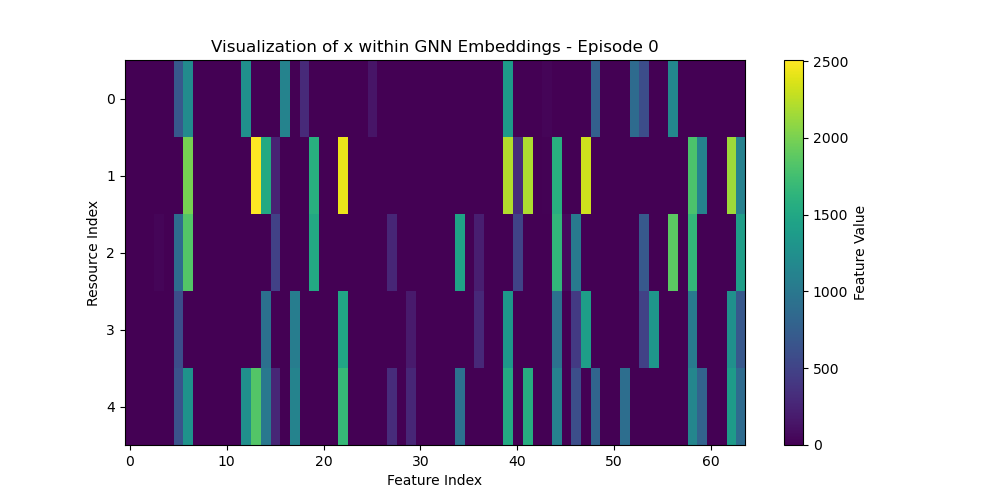 Visualization of x within GNN Embeddings - Episode 0
Resource Index
0
1
2
3
4
0 10 20 30 40 50 60
Feature Index
2500
2000
1500
1000
500
0
Feature Value